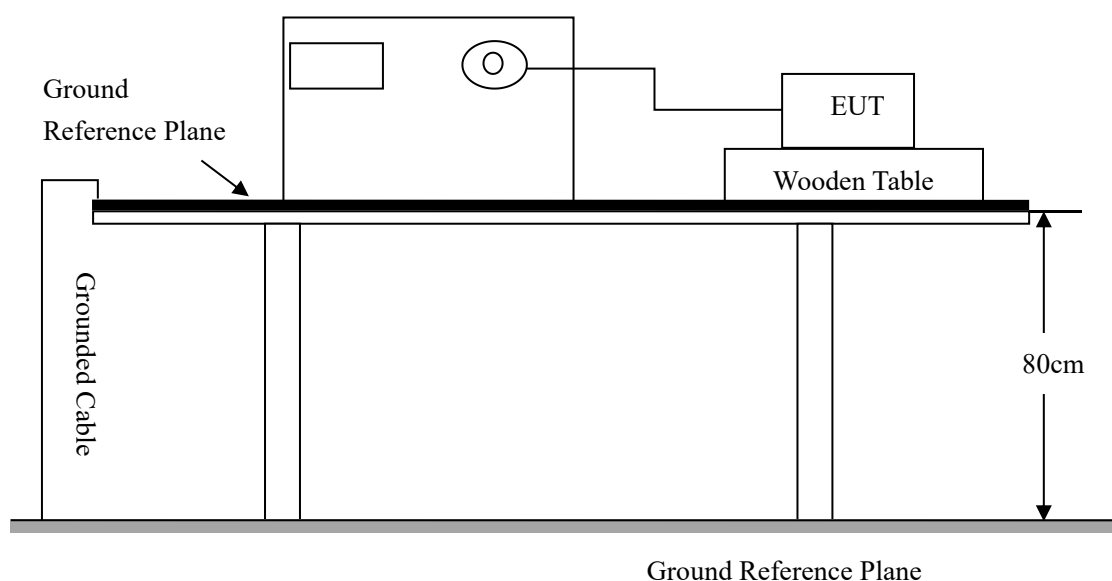 Ground
Reference Plane
EUT
Wooden Table
Grounded Cable
80cm
Ground Reference Plane